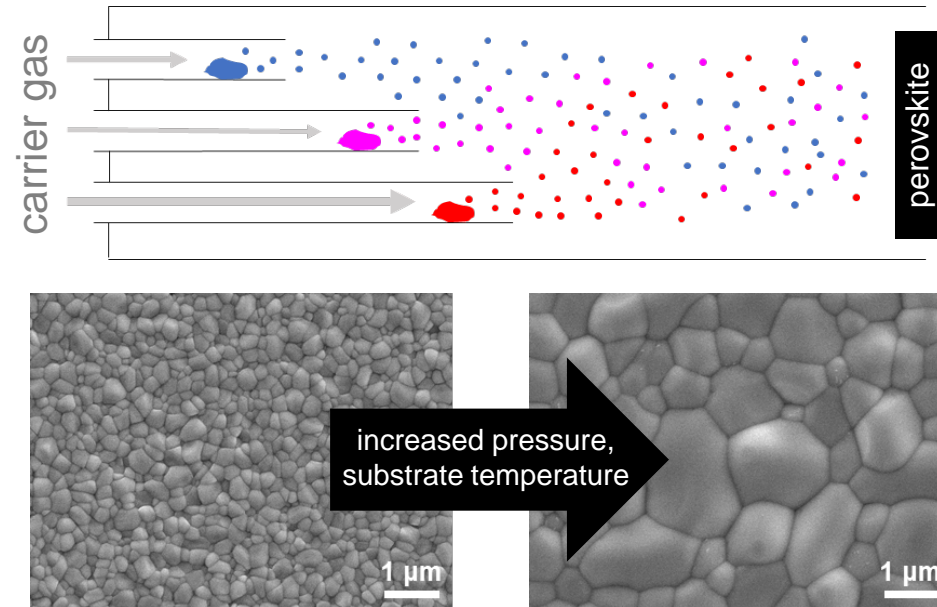 carrier gas
perovskite
increased pressure,
substrate temperature
1 μm
1 μm